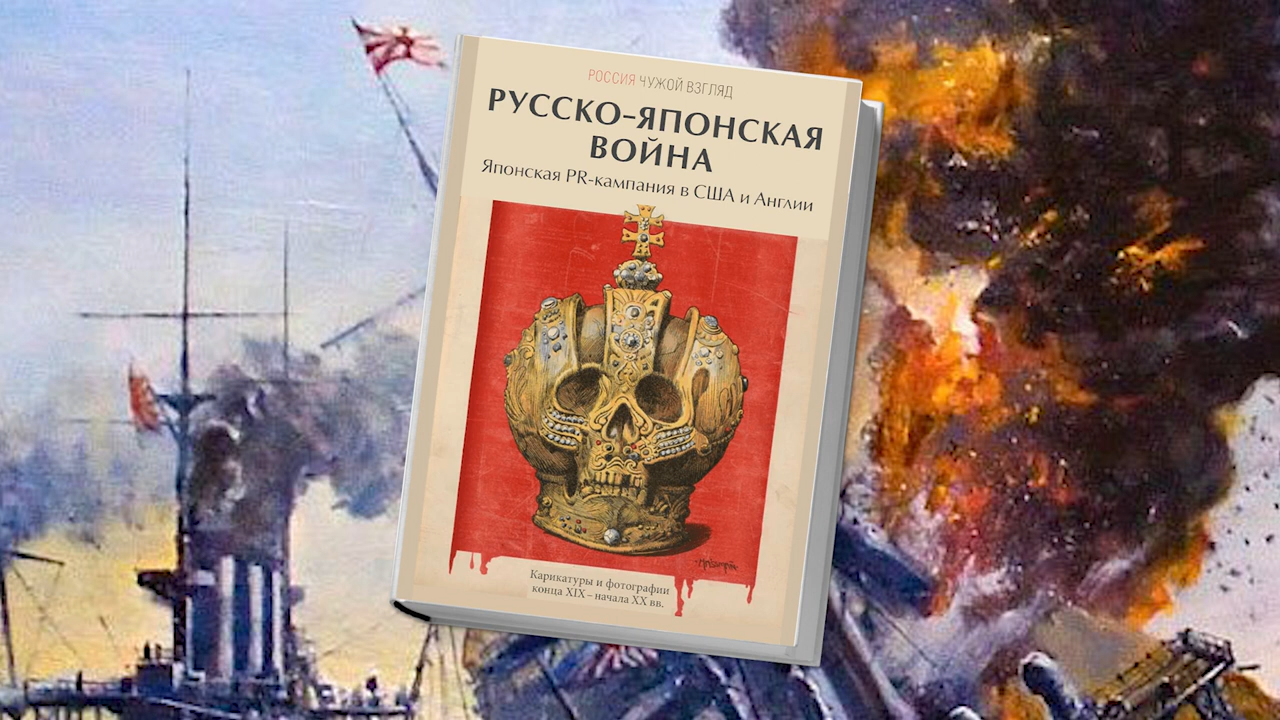 РОССИЯ ЧУЖОЙ ВЗГЛЯД
РУССКО-ЯПОНСКАЯ
ВОЙНА
Японская PR-кампания в США и Англии
Карикатуры и фотографии
конца XIX – начала XX вв.